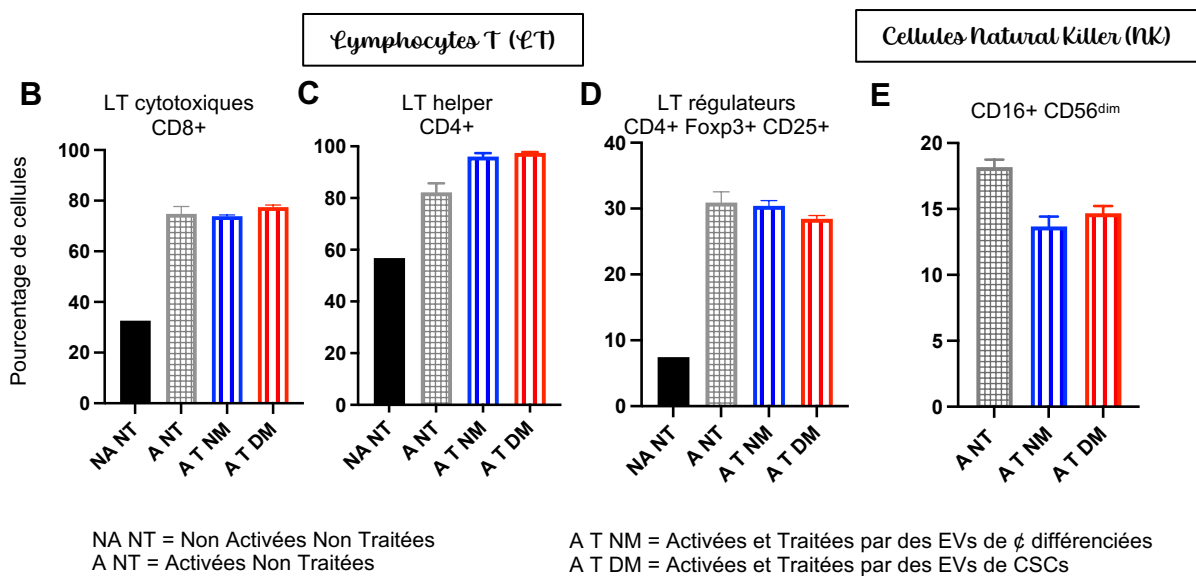 Lymphocytes T (LT)
Cellules Natural Killer (NK)
B
LT cytotoxiques
CD8+
Pourcentage de cellules
100
80
60
40
20
0
NA NT
A NT
A T NM
A T DM
C
LT helper
CD4+
100
80
60
40
20
0
NA NT
A NT
A T NM
A T DM
D
LT régulateurs
CD4+ Foxp3+ CD25+
40
30
20
10
0
NA NT
A NT
A T NM
A T DM
E
CD16+ CD56dim
20
15
10
5
0
A NT
A T NM
A T DM
NA NT = Non Activées Non Traitées
A NT = Activées Non Traitées
A T NM = Activées et Traitées par des EVs de ¢ différenciées
A T DM = Activées et Traitées par des EVs de CSCs